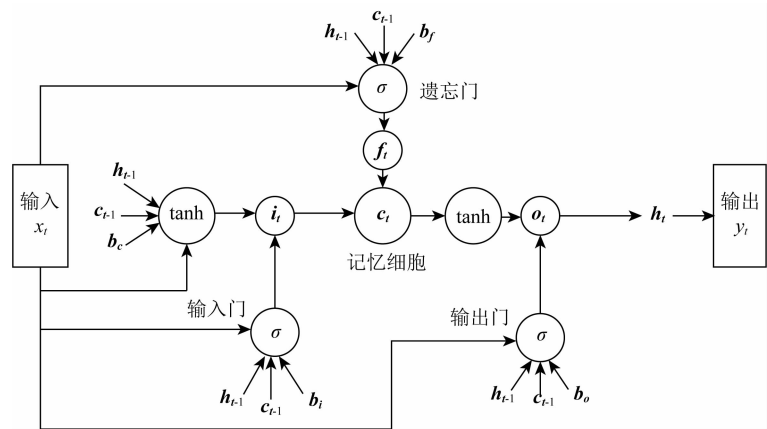 c_{t-1}
h_{t-1}
b_f
σ
遗忘门
f_t
输入
x_t
h_{t-1}
c_{t-1}
b_c
tanh
i_t
c_t
记忆细胞
tanh
o_t
h_t
输出
y_t
输入门
σ
h_{t-1}
c_{t-1}
b_i
输出门
σ
h_{t-1}
c_{t-1}
b_o